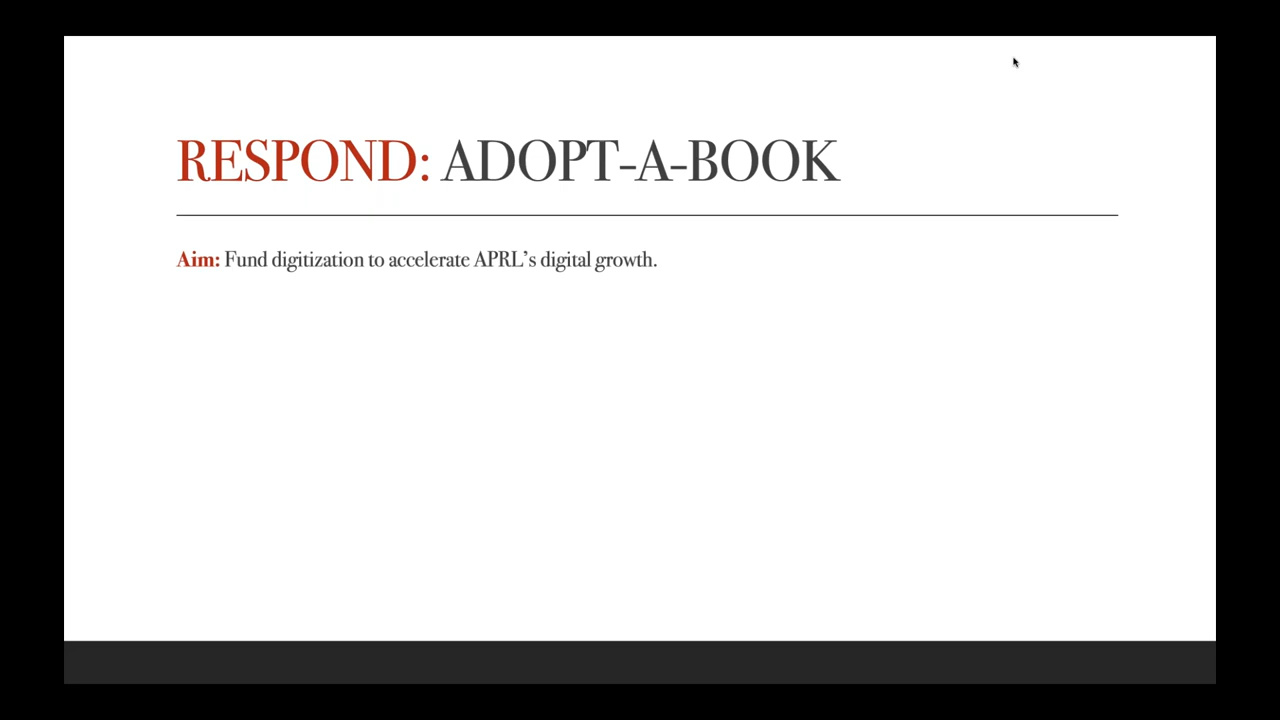 RESPOND: ADOPT-A-BOOK
Aim: Fund digitization to accelerate APRL’s digital growth.